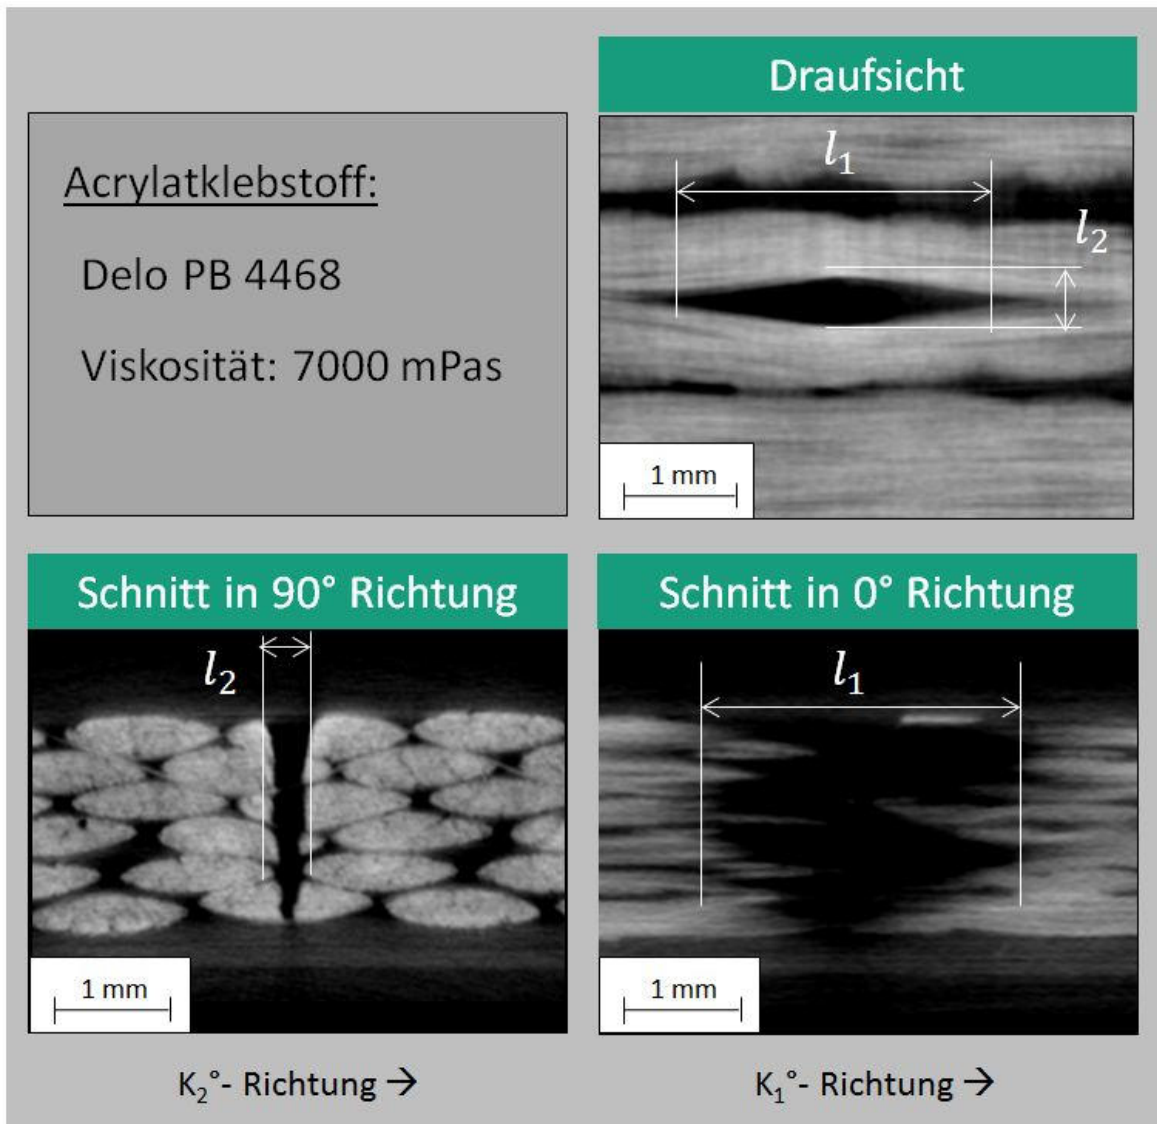 Draufsicht
Acrylatklebstoff:
Delo PB 4468
Viskosität: 7000 mPas
l₁
l₂
1 mm
Schnitt in 90° Richtung
l₂
1 mm
K₂°- Richtung →
Schnitt in 0° Richtung
l₁
1 mm
K₁°- Richtung →